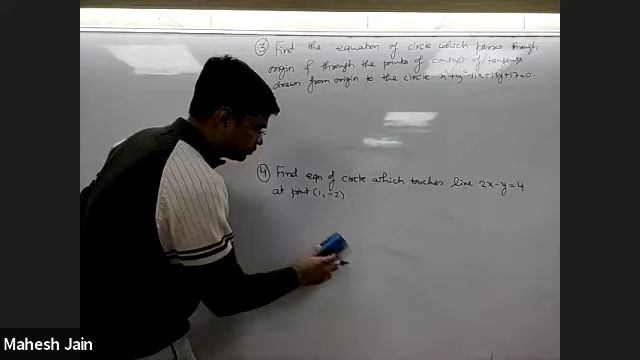 ③ Find the equation of circle which passes through
origin & through the points of contact of tangents
drawn from origin to the circle x²+y²-11x+13y+17=0.
④ Find eqn of circle which touches line 2x-y=4
at point (1,-2)
Mahesh Jain